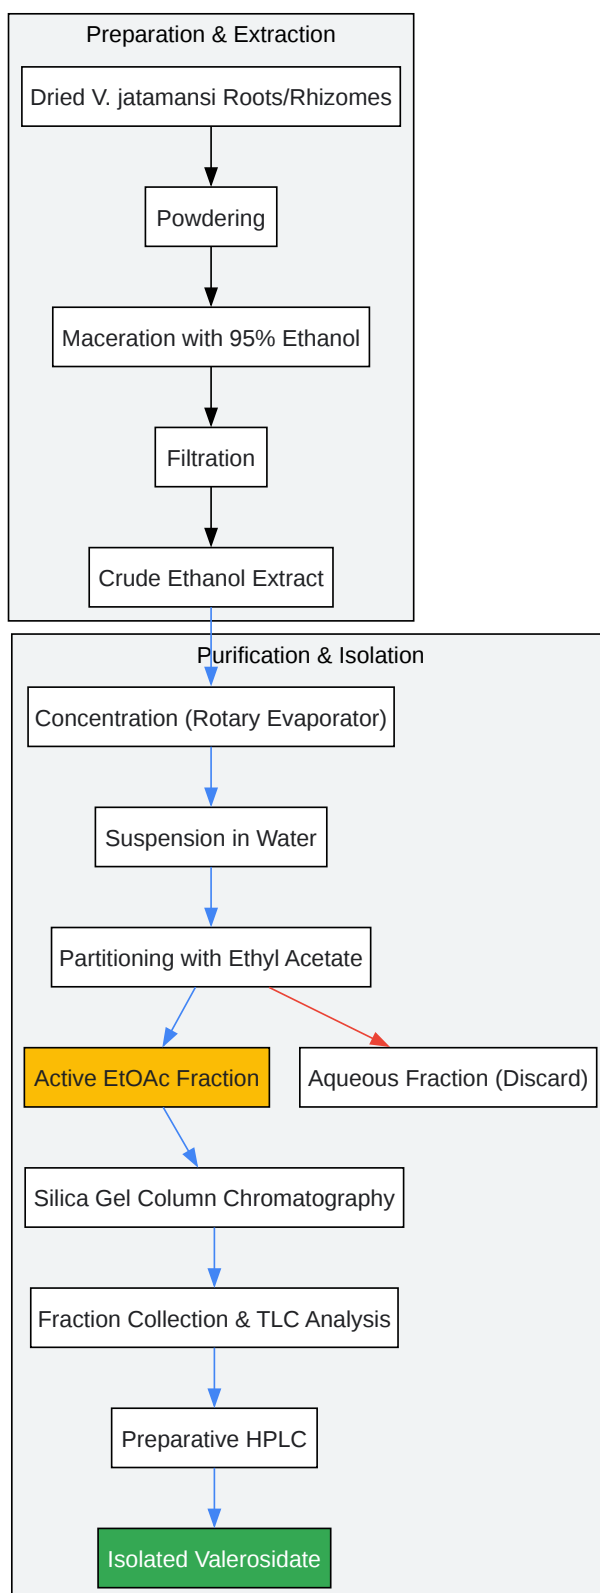 Preparation & Extraction
Dried V. jatamansi Roots/Rhizomes
Powdering
Maceration with 95% Ethanol
Filtration
Crude Ethanol Extract
Purification & Isolation
Concentration (Rotary Evaporator)
Suspension in Water
Partitioning with Ethyl Acetate
Active EtOAc Fraction
Aqueous Fraction (Discard)
Silica Gel Column Chromatography
Fraction Collection & TLC Analysis
Preparative HPLC
Isolated Valerosidate